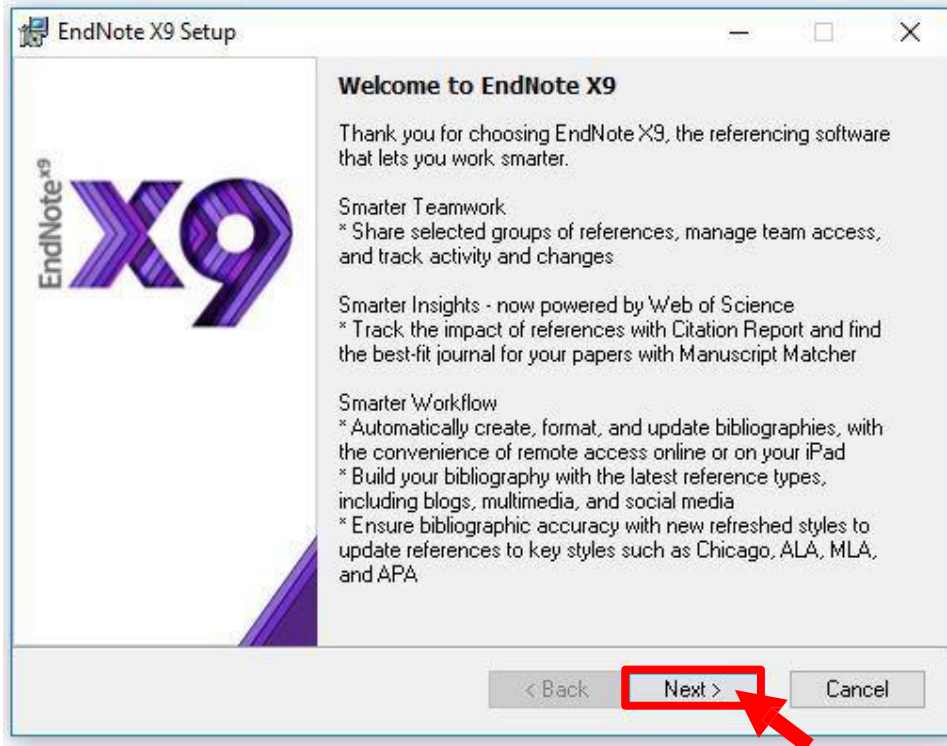 EndNote X9 Setup
EndNote x9
X9
Welcome to EndNote X9
Thank you for choosing EndNote X9, the referencing software
that lets you work smarter.
Smarter Teamwork
* Share selected groups of references, manage team access,
and track activity and changes
Smarter Insights - now powered by Web of Science
* Track the impact of references with Citation Report and find
the best-fit journal for your papers with Manuscript Matcher
Smarter Workflow
* Automatically create, format, and update bibliographies, with
the convenience of remote access online or on your iPad
* Build your bibliography with the latest reference types,
including blogs, multimedia, and social media
* Ensure bibliographic accuracy with new refreshed styles to
update references to key styles such as Chicago, ALA, MLA,
and APA
< Back
Next >
Cancel